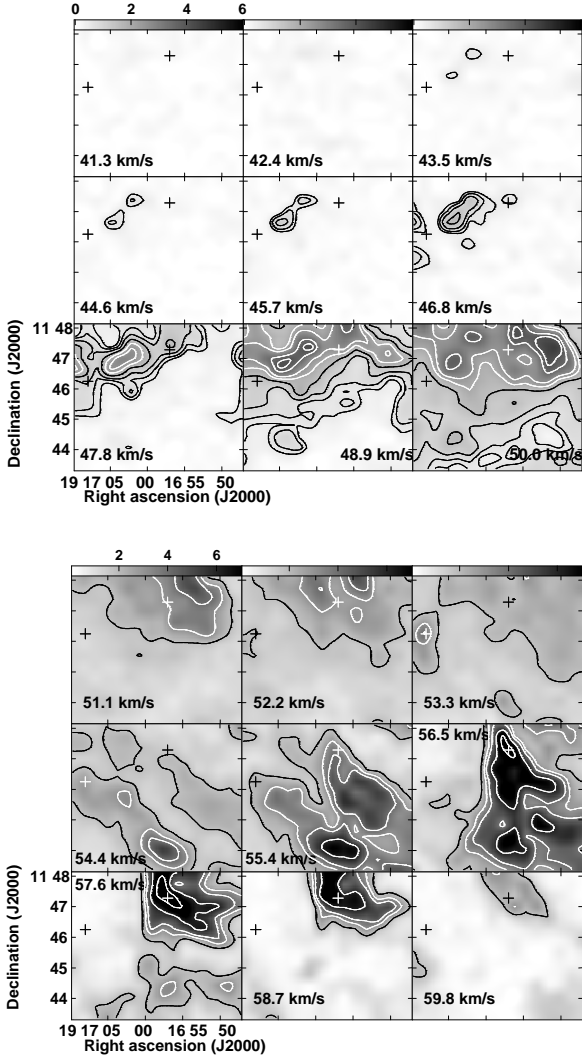 0 2 4 6
41.3 km/s 42.4 km/s 43.5 km/s
44.6 km/s 45.7 km/s 46.8 km/s
11 48
47
46
45
44
Declination (J2000)
47.8 km/s 48.9 km/s 50.0 km/s
19 17 05 00 16 55 50
Right ascension (J2000)
2 4 6
51.1 km/s 52.2 km/s 53.3 km/s
54.4 km/s 55.4 km/s 56.5 km/s
11 48
47
46
45
44
Declination (J2000)
57.6 km/s 58.7 km/s 59.8 km/s
19 17 05 00 16 55 50
Right ascension (J2000)